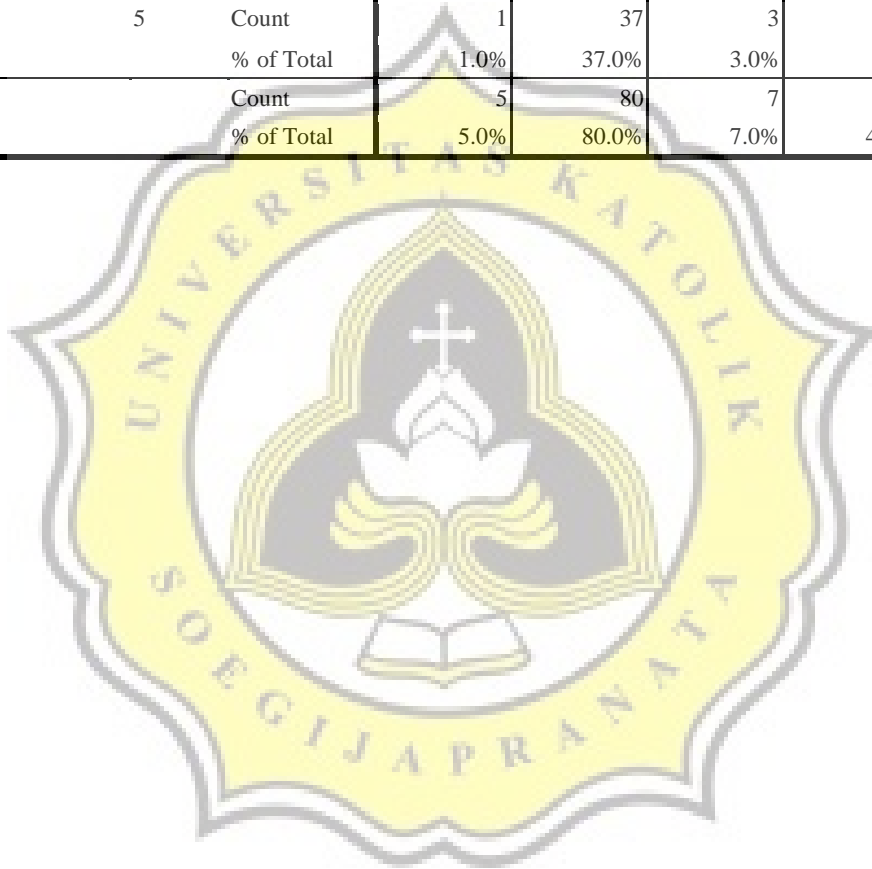 5 Count 1 37 3
% of Total 1.0% 37.0% 3.0%
Count 5 80 7
% of Total 5.0% 80.0% 7.0% 4
UNIVERSITAS KATOLIK
SOEGIJAPRANATA